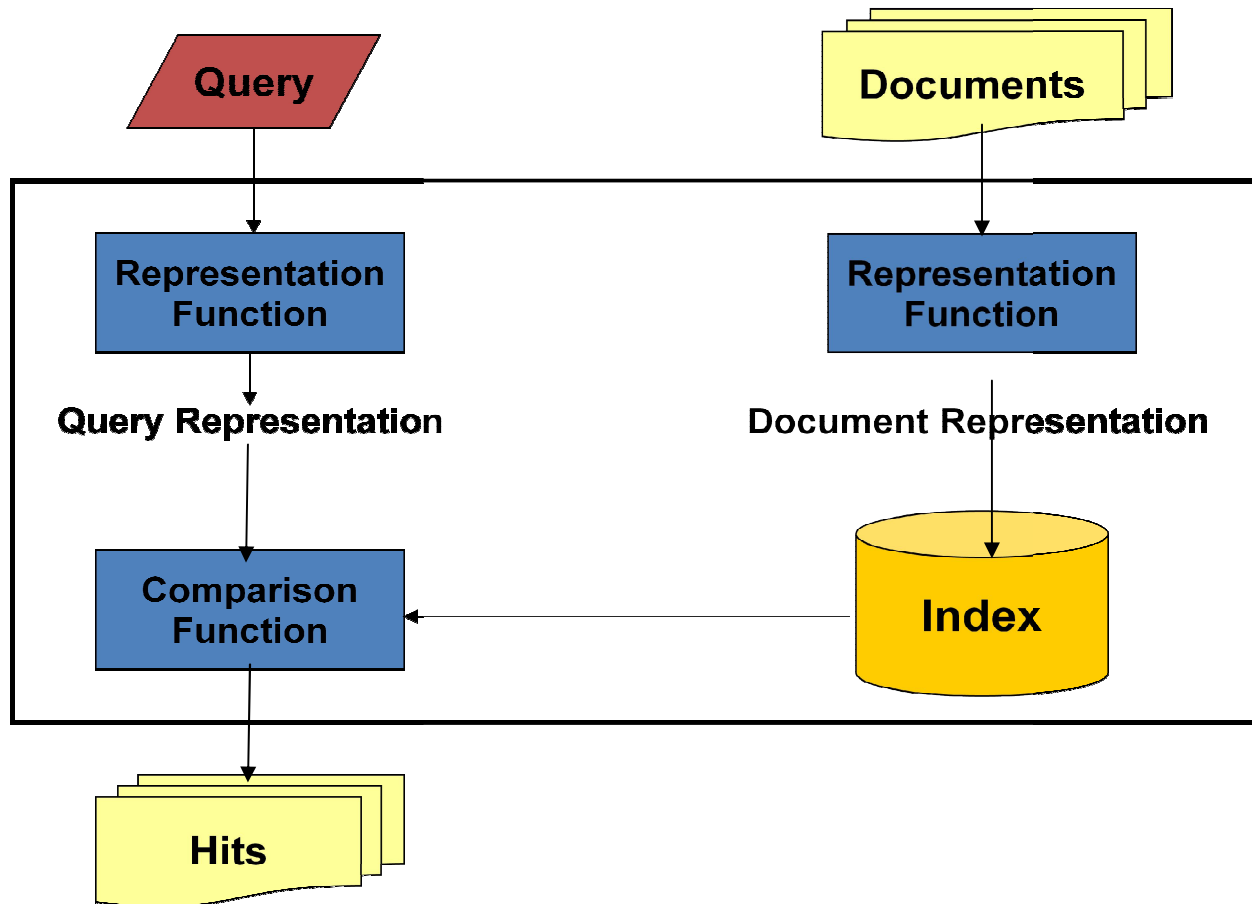 Query
Documents
Representation
Function
Representation
Function
Query Representation
Document Representation
Comparison
Function
Index
Hits